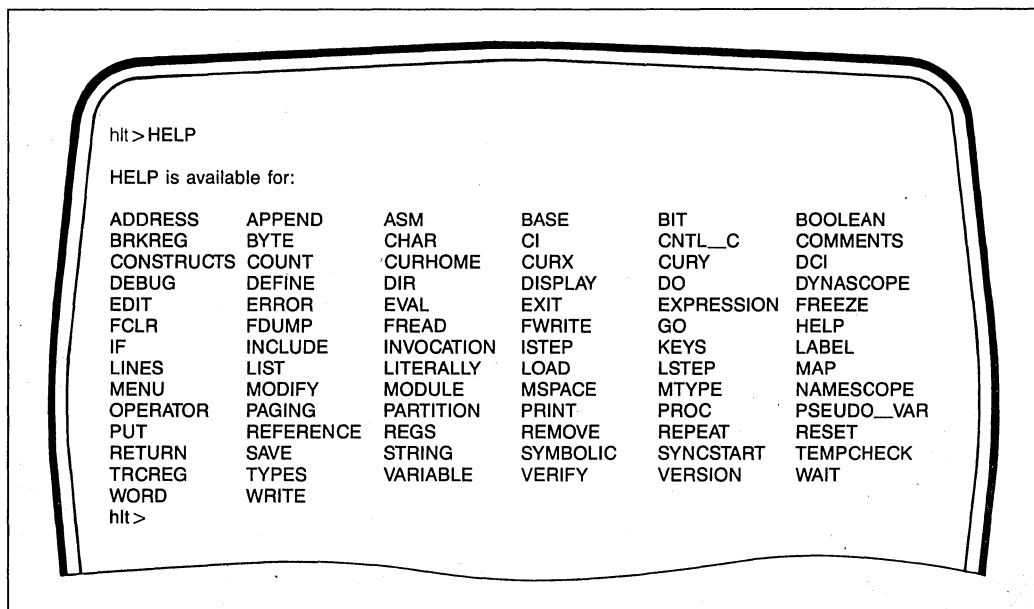 hlt>HELP
HELP is available for:
ADDRESS APPEND ASM BASE BIT BOOLEAN
BRKREG BYTE CHAR CI CNTL__C COMMENTS
CONSTRUCTS COUNT CURHOME CURX CURY DCI
DEBUG DEFINE DIR DISPLAY DO DYNASCOPE
EDIT ERROR EVAL EXIT EXPRESSION FREEZE
FCLR FDUMP FREAD FWRITE GO HELP
IF INCLUDE INVOCATION ISTEP KEYS LABEL
LINES LIST LITERALLY LOAD LSTEP MAP
MENU MODIFY MODULE MSPACE MTYPE NAMESCOPE
OPERATOR PAGING PARTITION PRINT PROC PSEUDO__VAR
PUT REFERENCE REGS REMOVE REPEAT RESET
RETURN SAVE STRING SYMBOLIC SYNCSTART TEMPCHECK
TRCREG TYPES VARIABLE VERIFY VERSION WAIT
WORD WRITE
hlt>